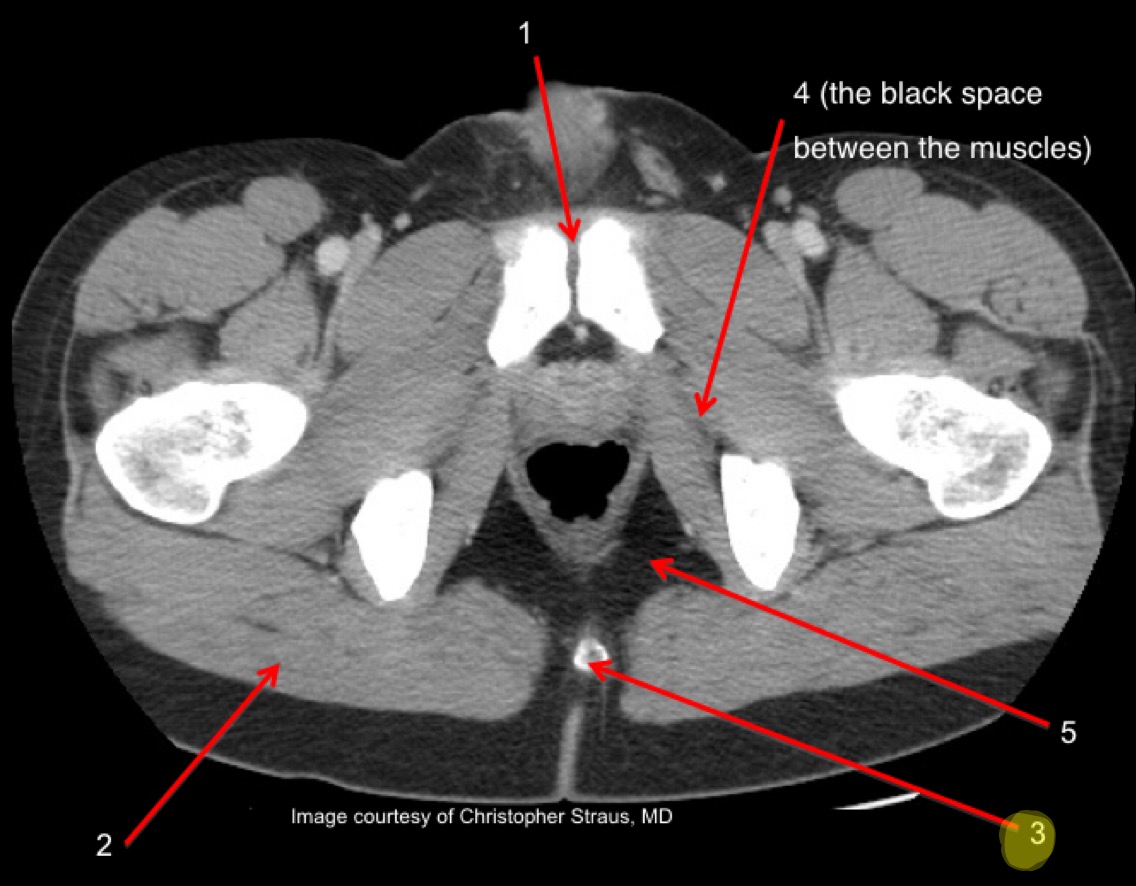 1
4 (the black space
between the muscles)
5
Image courtesy of Christopher Straus, MD
3
2